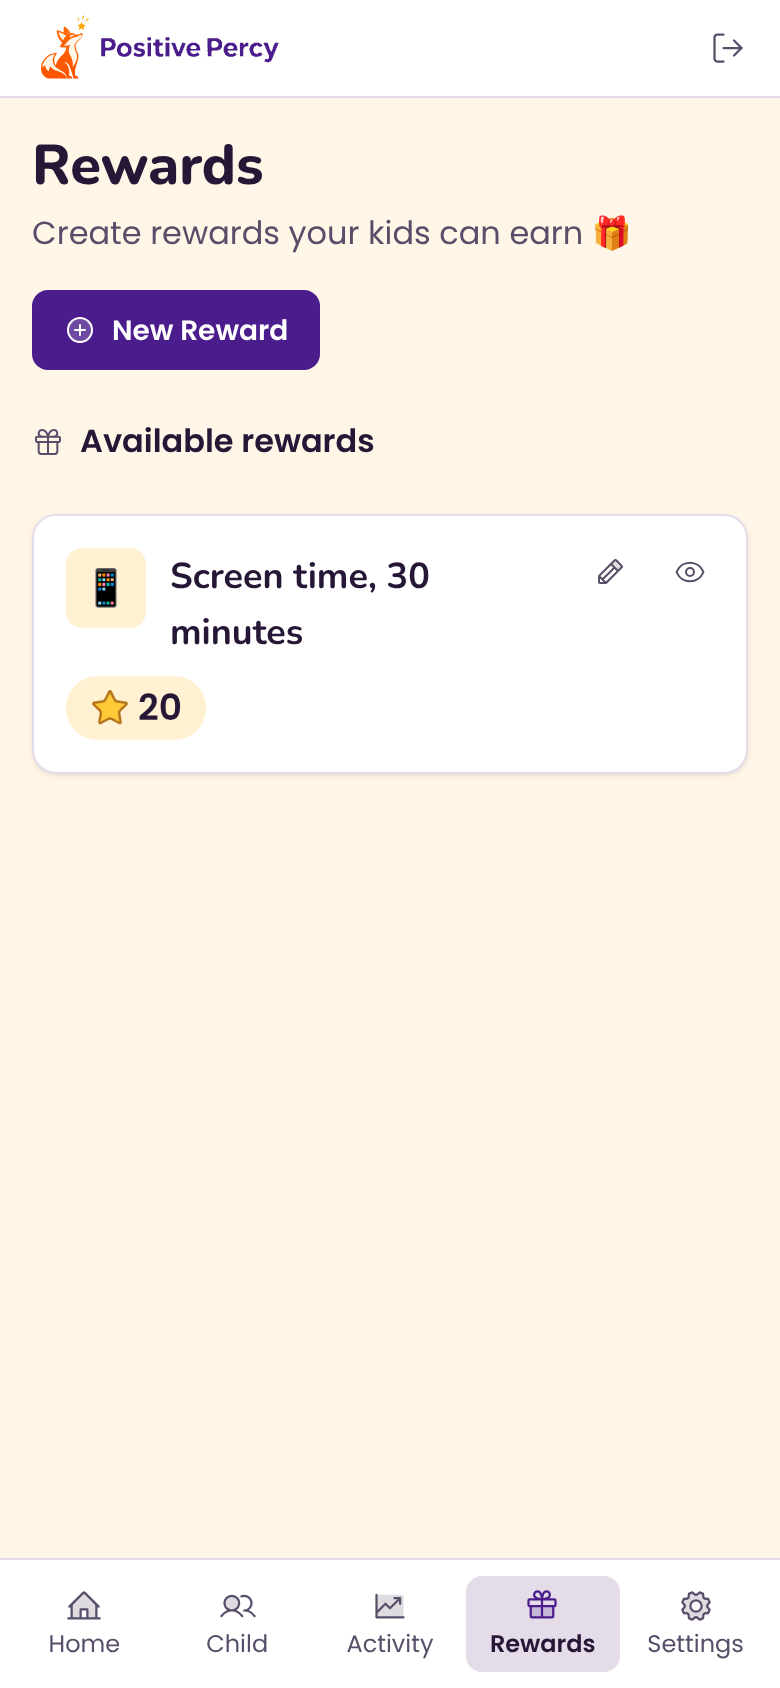 Positive Percy
Rewards
Create rewards your kids can earn 🎁
New Reward
Available rewards
Screen time, 30
minutes
20
Home
Child
Activity
Rewards
Settings